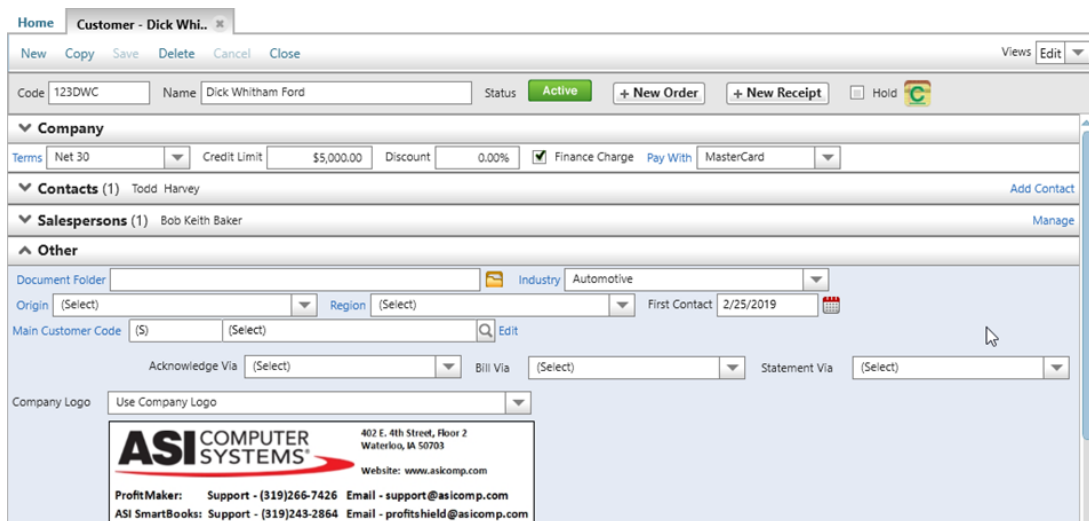 Home Customer - Dick Whi..
New Copy Save Delete Cancel Close Views Edit
Code 123DWC Name Dick Whitham Ford Status Active + New Order + New Receipt Hold C
Company
Terms Net 30 Credit Limit $5,000.00 Discount 0.00% Finance Charge Pay With MasterCard
Contacts (1) Todd Harvey Add Contact
Salespersons (1) Bob Keith Baker Manage
Other
Document Folder Industry Automotive
Origin (Select) Region (Select) First Contact 2/25/2019
Main Customer Code (S) (Select) Edit
Acknowledge Via (Select) Bill Via (Select) Statement Via (Select)
Company Logo Use Company Logo
ASI COMPUTER SYSTEMS®
402 E. 4th Street, Floor 2
Waterloo, IA 50703
Website: www.asicomp.com
ProfitMaker: Support - (319)266-7426 Email - support@asicomp.com
ASI SmartBooks: Support - (319)243-2864 Email - profitshield@asicomp.com